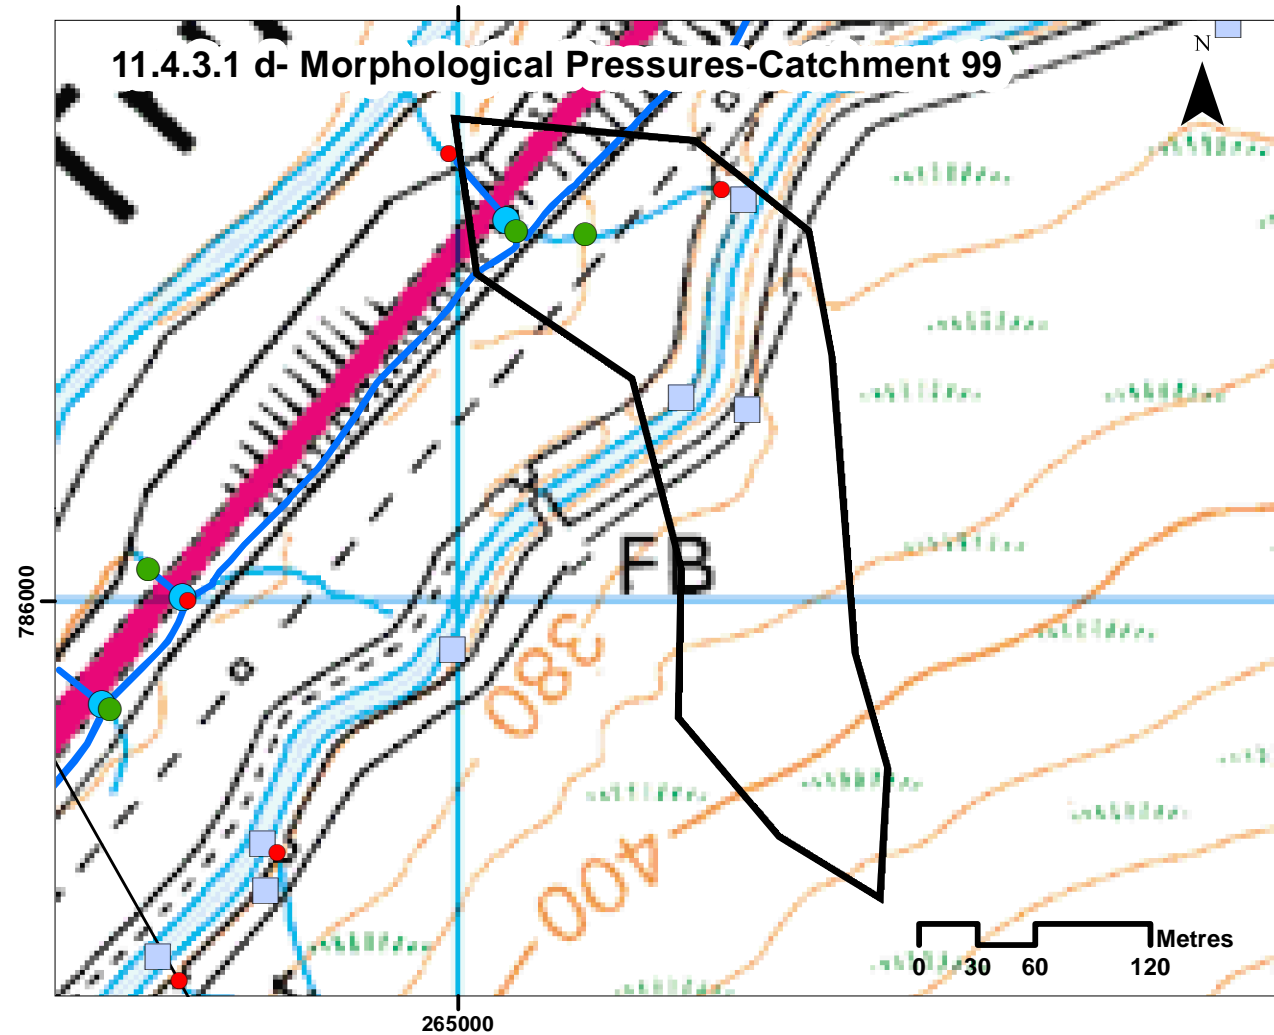 11.4.3.1 d- Morphological Pressures-Catchment 99
N
786000
FB
380
400
Metres
0 30 60 120
265000